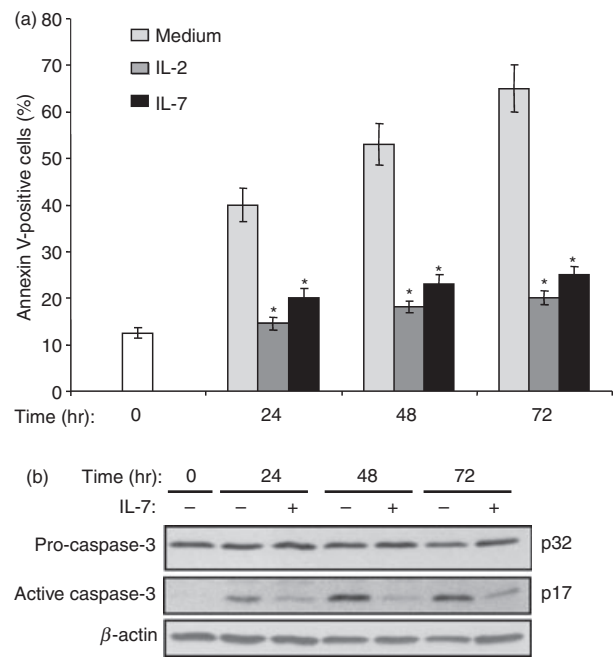 (a)
80
70
60
50
40
30
20
10
0
Annexin V-positive cells (%)
Medium
IL-2
IL-7
* * * * * *
Time (hr): 0 24 48 72
(b) Time (hr): 0 24 48 72
IL-7: – – + – + – +
Pro-caspase-3 p32
Active caspase-3 p17
β-actin